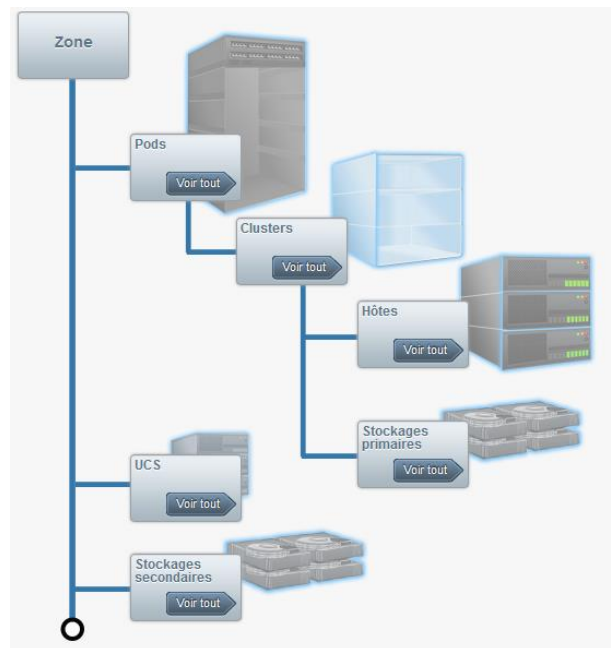 Zone
Pods
Voir tout
Clusters
Voir tout
Hôtes
Voir tout
Stockages
primaires
Voir tout
UCS
Voir tout
Stockages
secondaires
Voir tout